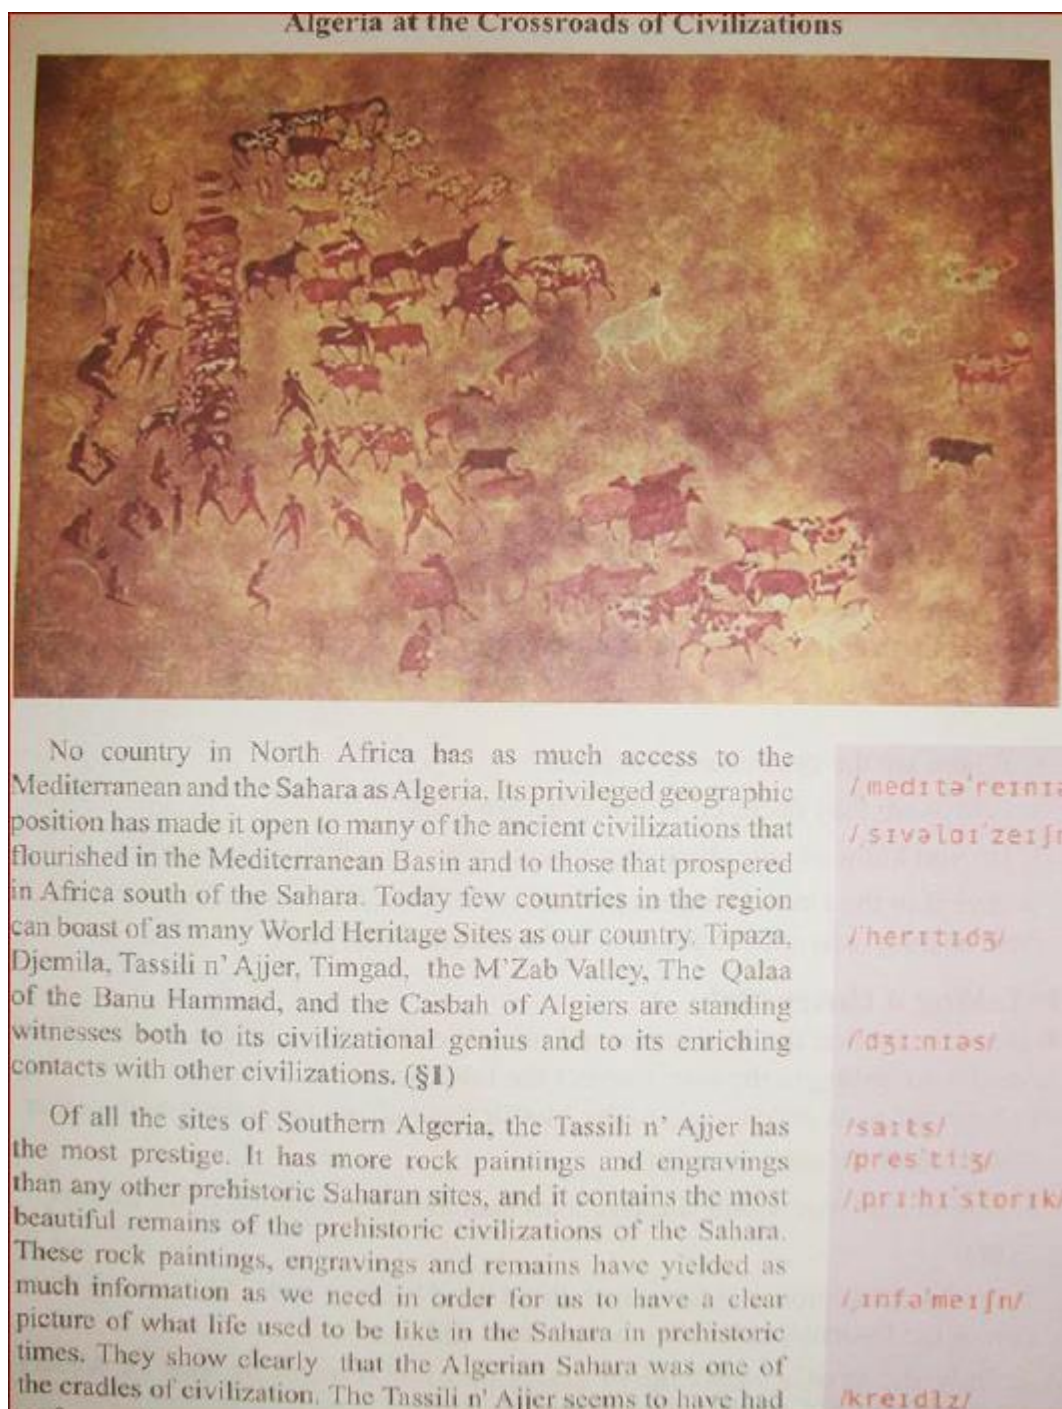 Algeria at the Crossroads of Civilizations
No country in North Africa has as much access to the
Mediterranean and the Sahara as Algeria. Its privileged geographic
position has made it open to many of the ancient civilizations that
flourished in the Mediterranean Basin and to those that prospered
in Africa south of the Sahara. Today few countries in the region
can boast of as many World Heritage Sites as our country. Tipaza,
Djemila, Tassili n' Ajjer, Timgad, the M'Zab Valley, The Qalaa
of the Banu Hammad, and the Casbah of Algiers are standing
witnesses both to its civilizational genius and to its enriching
contacts with other civilizations. (§1)
Of all the sites of Southern Algeria, the Tassili n' Ajjer has
the most prestige. It has more rock paintings and engravings
than any other prehistoric Saharan sites, and it contains the most
beautiful remains of the prehistoric civilizations of the Sahara.
These rock paintings, engravings and remains have yielded as
much information as we need in order for us to have a clear
picture of what life used to be like in the Sahara in prehistoric
times. They show clearly that the Algerian Sahara was one of
the cradles of civilization. The Tassili n' Ajjer seems to have had
/ˌmedɪtəˈreɪnɪə
/ˌsɪvəlaɪˈzeɪʃn
/ˈherɪtɪdʒ/
/ˈdʒɪ:nɪəs/
/saɪts/
/presˈti:ʒ/
/ˌprɪ:hɪˈstorɪk/
/ˌɪnfəˈmeɪʃn/
/kreɪdlz/